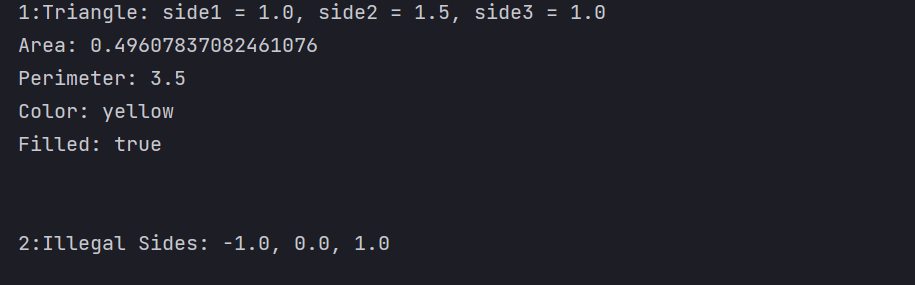 1:Triangle: side1 = 1.0, side2 = 1.5, side3 = 1.0
Area: 0.49607837082461076
Perimeter: 3.5
Color: yellow
Filled: true
2:Illegal Sides: -1.0, 0.0, 1.0